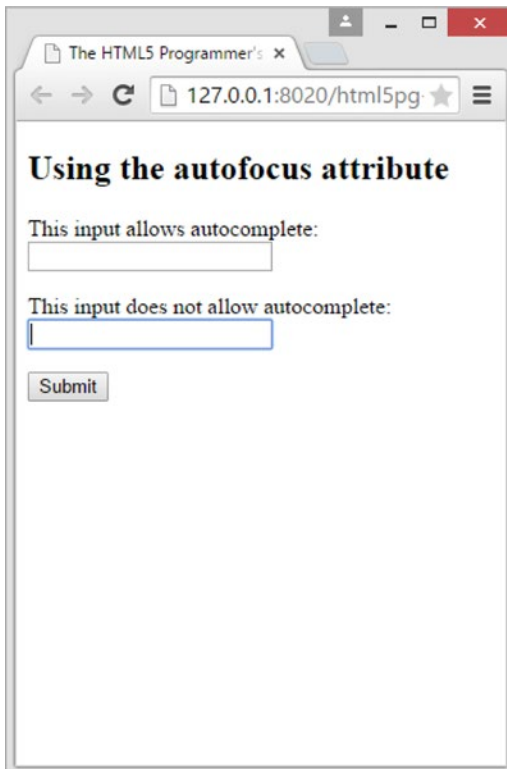 The HTML5 Programmer's
127.0.0.1:8020/html5pg-
Using the autofocus attribute
This input allows autocomplete:
This input does not allow autocomplete:
Submit